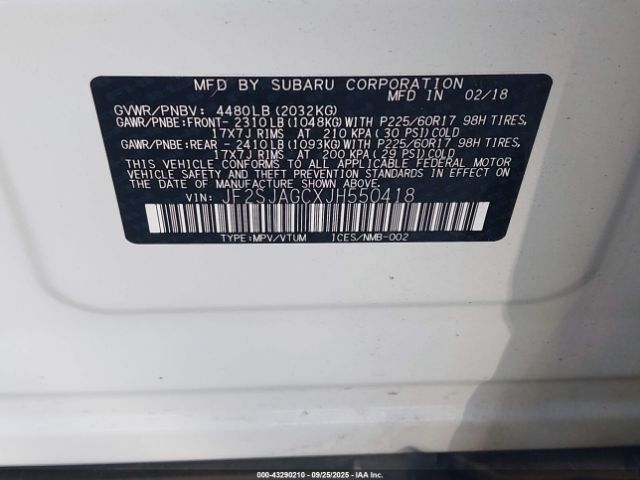 MFD BY SUBARU CORPORATION
MFD IN 02/18
GVWR/PNBV: 4480LB (2032KG)
GAWR/PNBE:FRONT- 2310LB (1048KG) WITH P225/60R17 98H TIRES,
17X7J RIMS AT 210 KPA (30 PSI) COLD
GAWR/PNBE:REAR - 2410LB (1093KG) WITH P225/60R17 98H TIRES,
17X7J RIMS AT 200 KPA (29 PSI) COLD
THIS VEHICLE CONFORMS TO ALL APPLICABLE FEDERAL MOTOR
VEHICLE SAFETY AND THEFT PREVENTION STANDARDS IN EFFECT ON
THE DATE OF MANUFACTURE SHOWN ABOVE.
VIN: JF2SJAGCXJH550418
TYPE:MPV/VTUM ICES/NMB-002
000-43290210 - 09/25/2025 - IAA Inc.